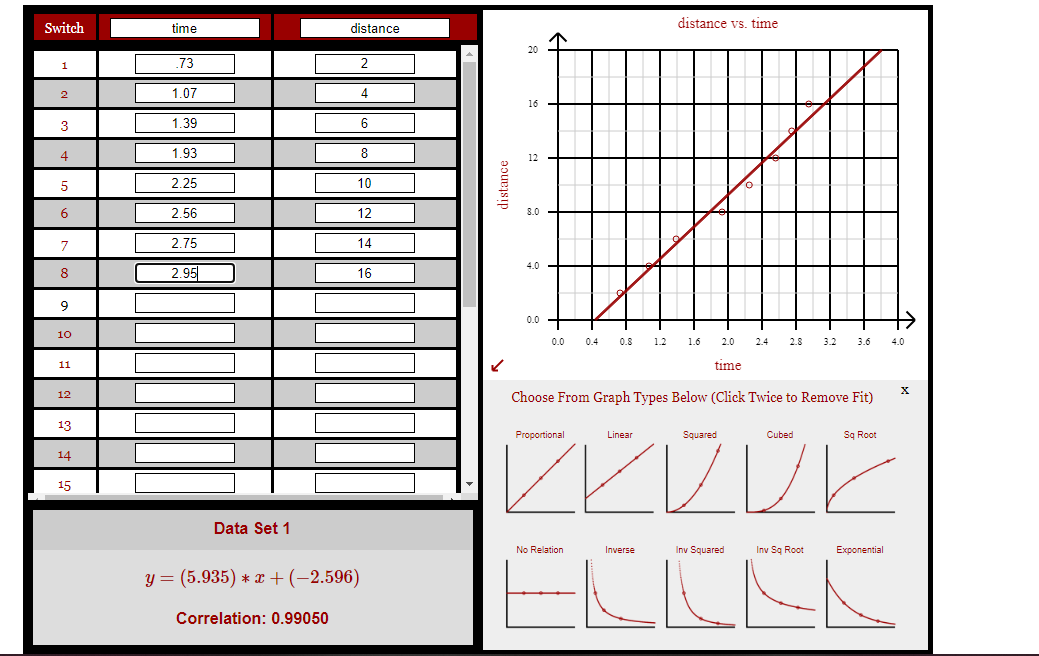 Switch time distance
1 .73 2
2 1.07 4
3 1.39 6
4 1.93 8
5 2.25 10
6 2.56 12
7 2.75 14
8 2.95 16
9
10
11
12
13
14
15
Data Set 1
y = (5.935) * x + (−2.596)
Correlation: 0.99050
distance vs. time
20
16
12
8.0
4.0
0.0
distance
0.0 0.4 0.8 1.2 1.6 2.0 2.4 2.8 3.2 3.6 4.0
time
Choose From Graph Types Below (Click Twice to Remove Fit) x
Proportional Linear Squared Cubed Sq Root
No Relation Inverse Inv Squared Inv Sq Root Exponential